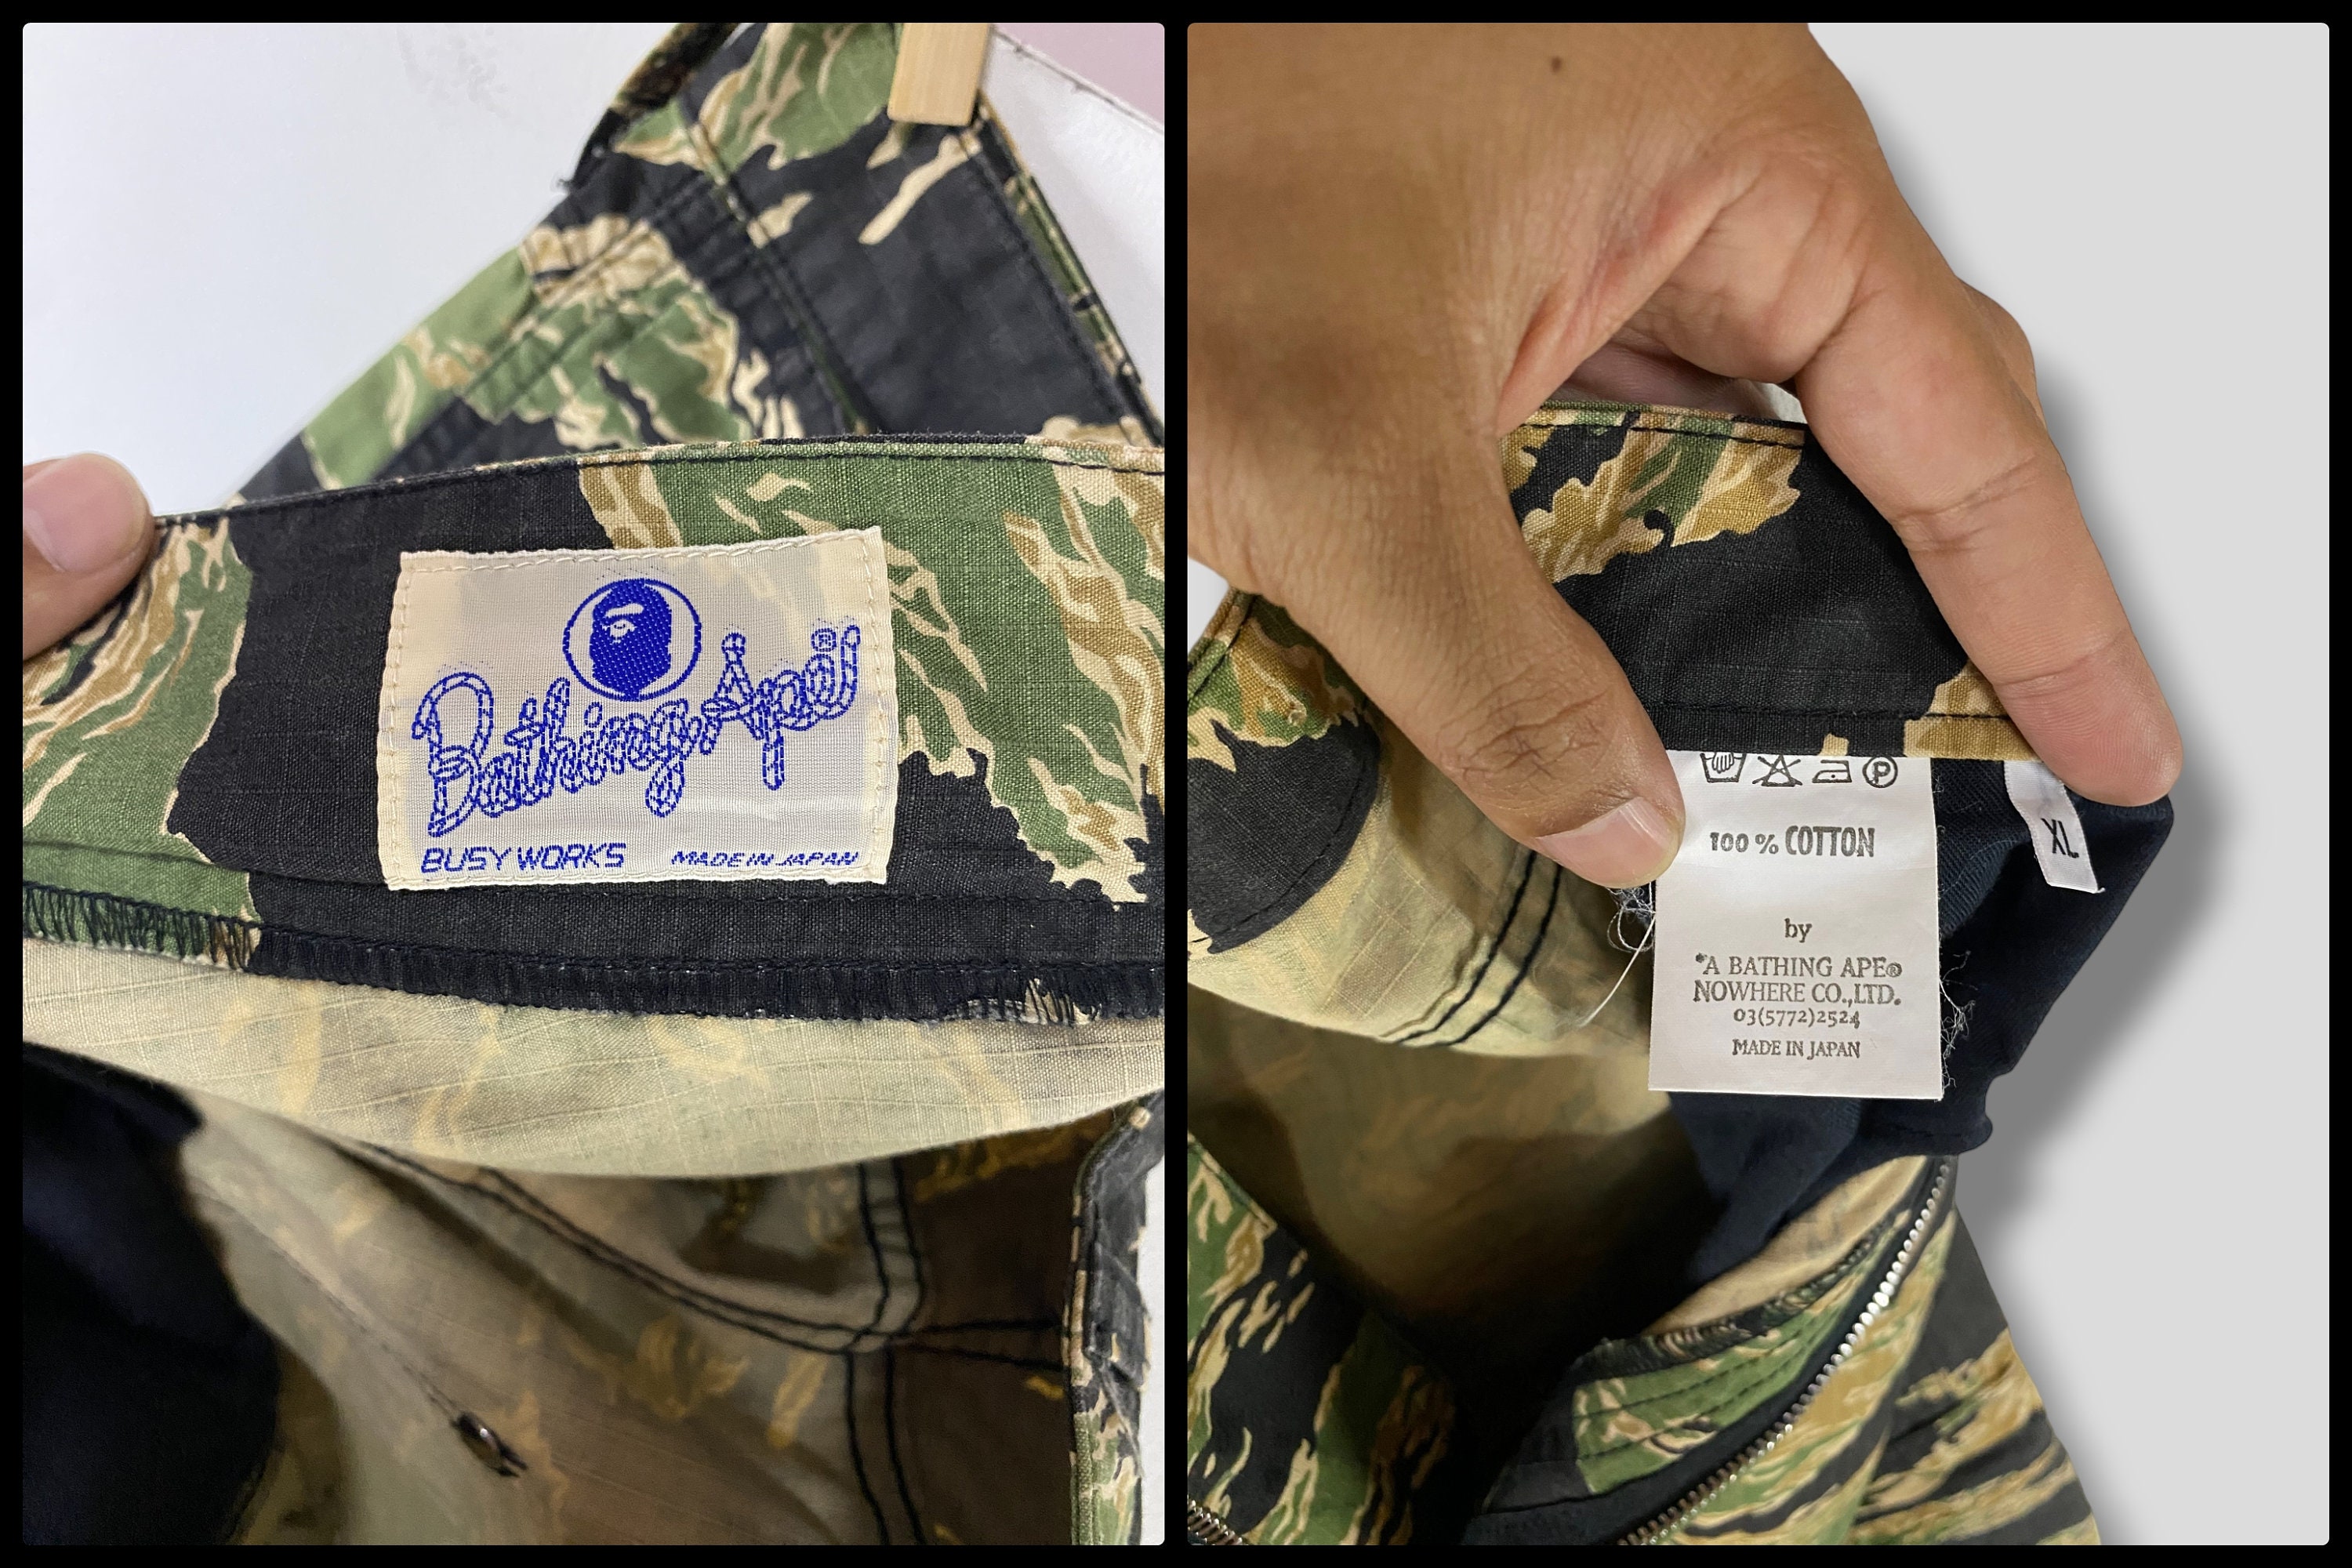 Bathing Ape®
BUSY WORKS MADE IN JAPAN
P
100% COTTON
XL
by
"A BATHING APE®
NOWHERE CO.,LTD.
03(5772)2524
MADE IN JAPAN